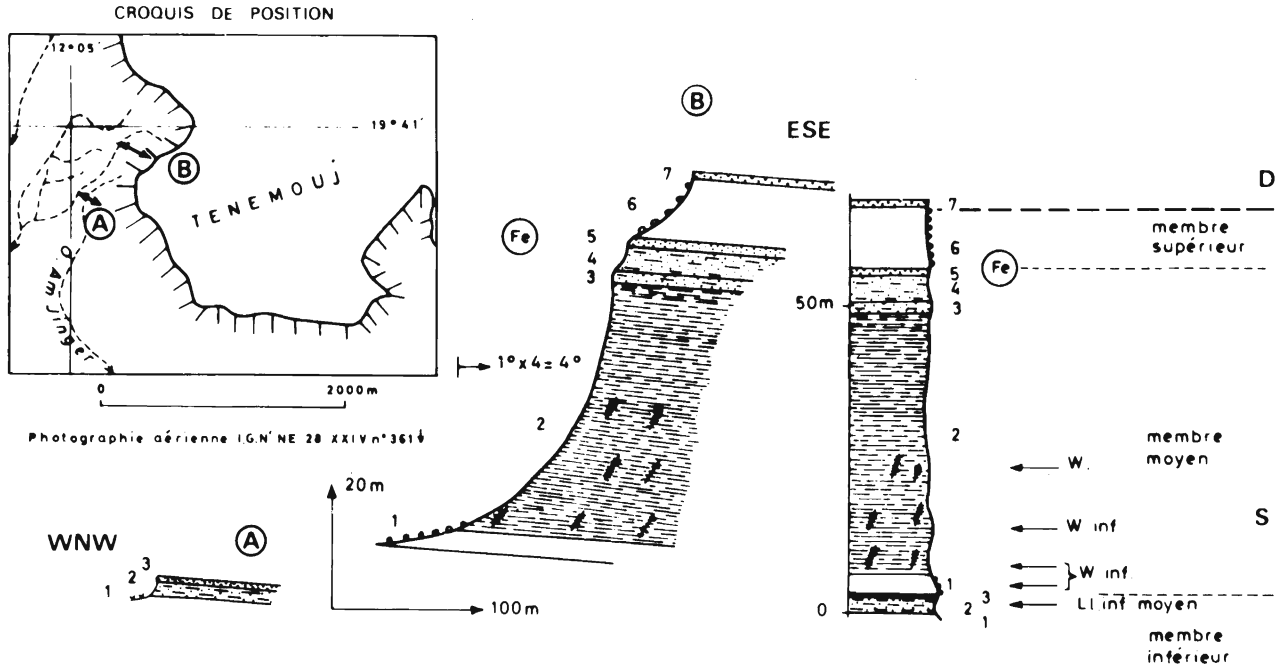 CROQUIS DE POSITION
12°05'
19°41'
B
A
TENEMOUJ
O Amjinjer
0 2000m
Photographie aérienne I.G.N' NE 28 XXIV n°361
B
ESE
7
6
Fe
5
4
3
1°x4=4°
2
1
20m
100m
WNW
A
3
2
1
D
7
membre
supérieur
6
Fe
5
4
50m
3
2
membre
moyen
W.
W inf
S
W inf.
1
3
Ll inf moyen
2
0
1
membre
inférieur